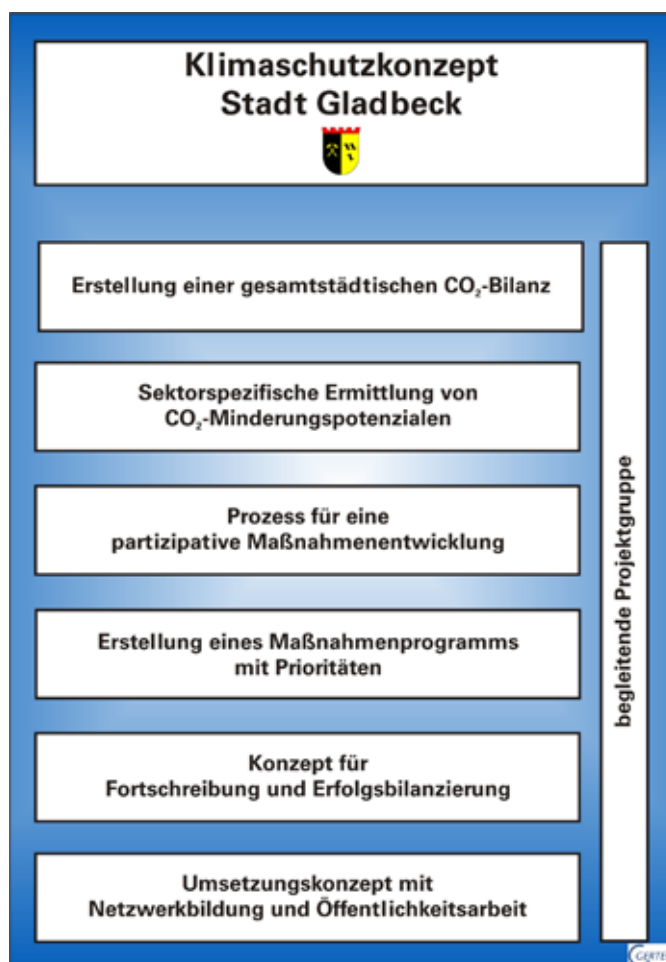 Klimaschutzkonzept
Stadt Gladbeck
Erstellung einer gesamtstädtischen CO₂-Bilanz
Sektorspezifische Ermittlung von
CO₂-Minderungspotenzialen
Prozess für eine
partizipative Maßnahmenentwicklung
Erstellung eines Maßnahmenprogramms
mit Prioritäten
Konzept für
Fortschreibung und Erfolgsbilanzierung
Umsetzungskonzept mit
Netzwerkbildung und Öffentlichkeitsarbeit
begleitende Projektgruppe